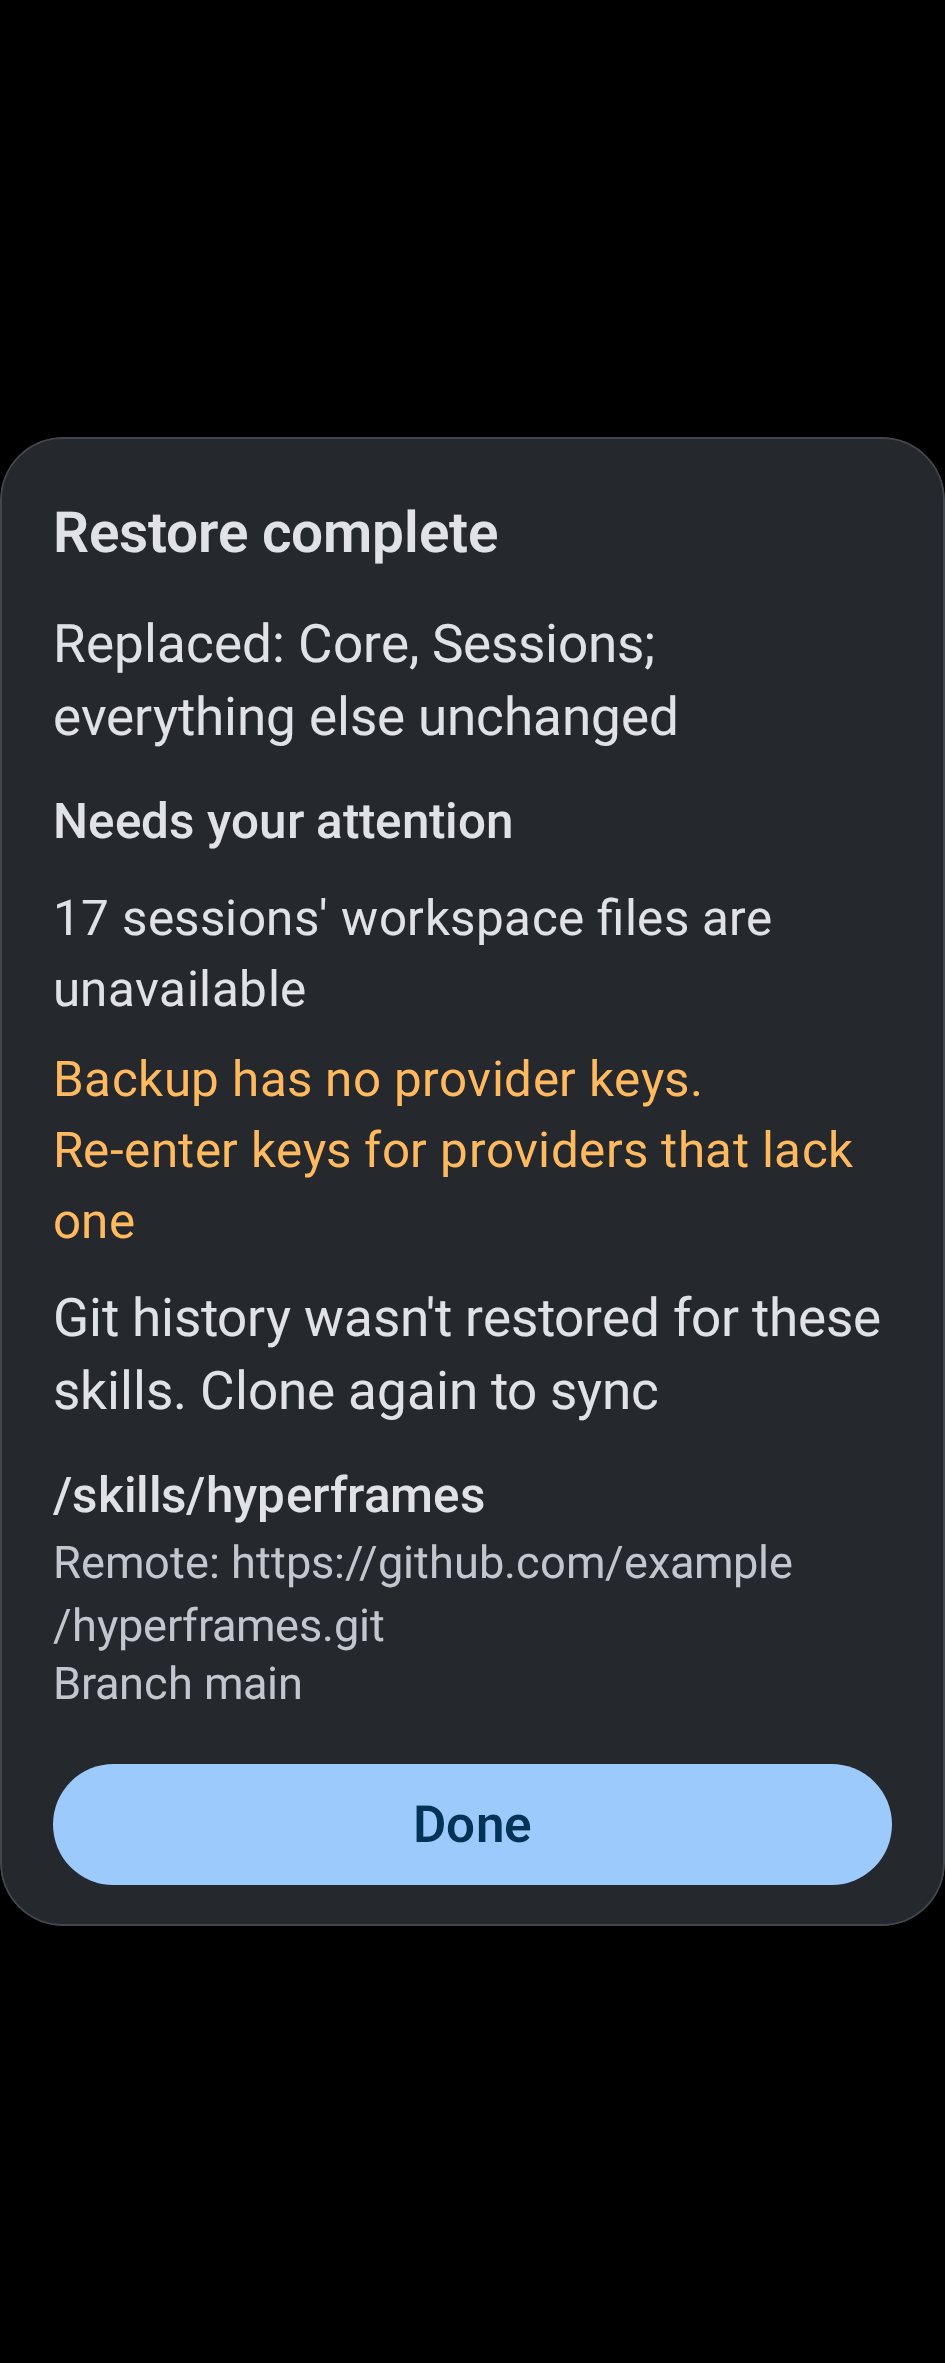 Restore complete
Replaced: Core, Sessions;
everything else unchanged
Needs your attention
17 sessions' workspace files are
unavailable
Backup has no provider keys.
Re-enter keys for providers that lack
one
Git history wasn't restored for these
skills. Clone again to sync
/skills/hyperframes
Remote: https://github.com/example
/hyperframes.git
Branch main
Done